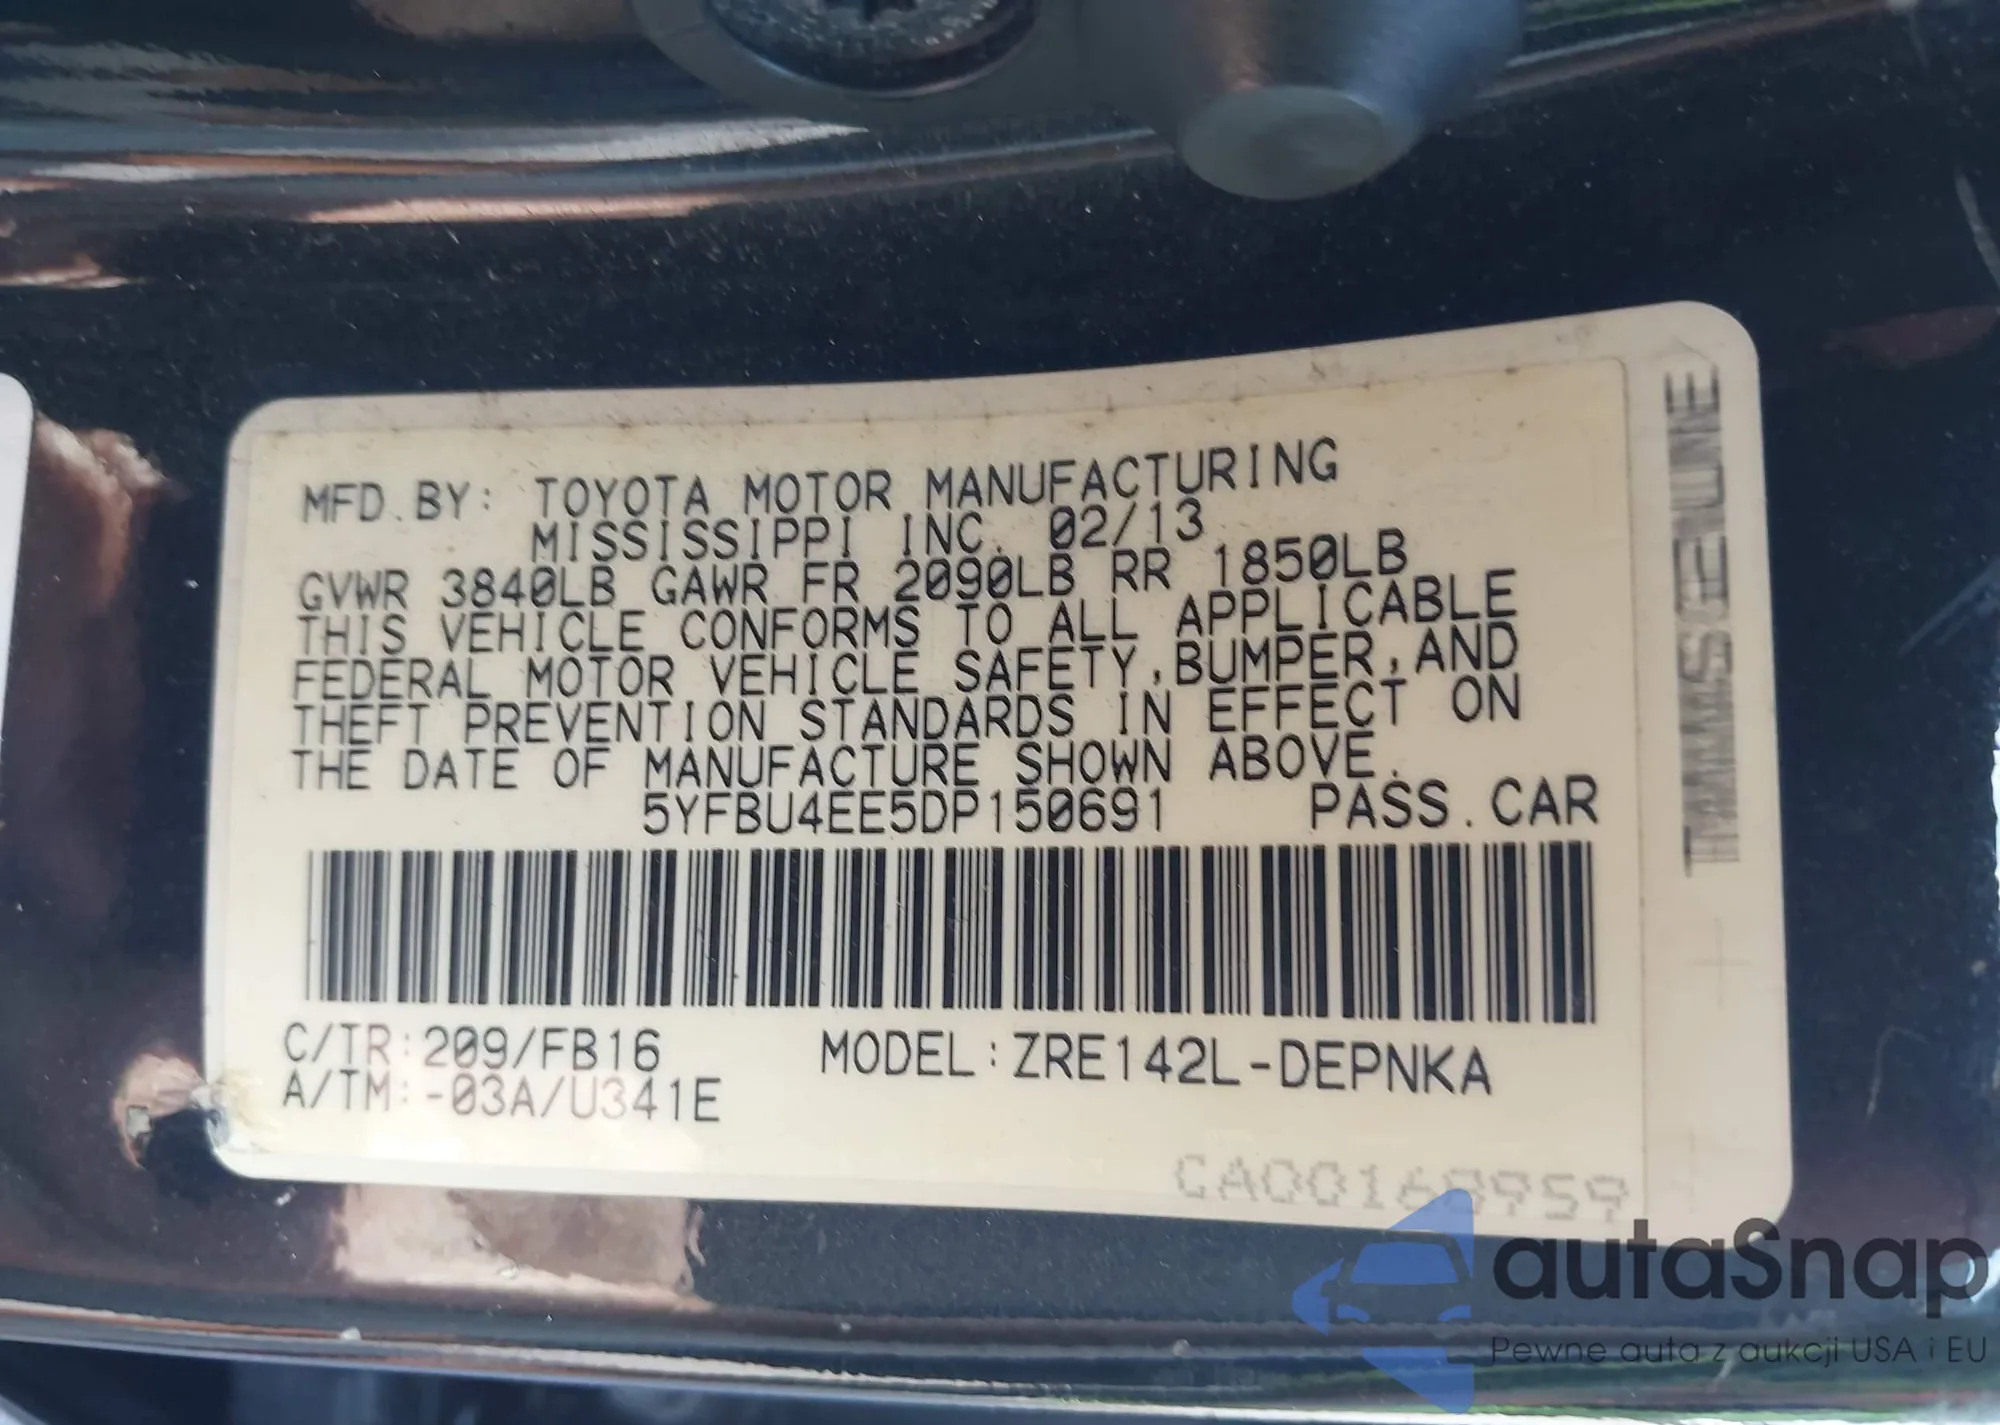 MFD.BY: TOYOTA MOTOR MANUFACTURING
MISSISSIPPI INC. 02/13
GVWR 3840LB GAWR FR 2090LB RR 1850LB
THIS VEHICLE CONFORMS TO ALL APPLICABLE
FEDERAL MOTOR VEHICLE SAFETY,BUMPER,AND
THEFT PREVENTION STANDARDS IN EFFECT ON
THE DATE OF MANUFACTURE SHOWN ABOVE.
5YFBU4EE5DP150691 PASS.CAR
C/TR:209/FB16 MODEL:ZRE142L-DEPNKA
A/TM:-03A/U341E
CA00160959
autaSnap
Pewne auta z aukcji USA i EU